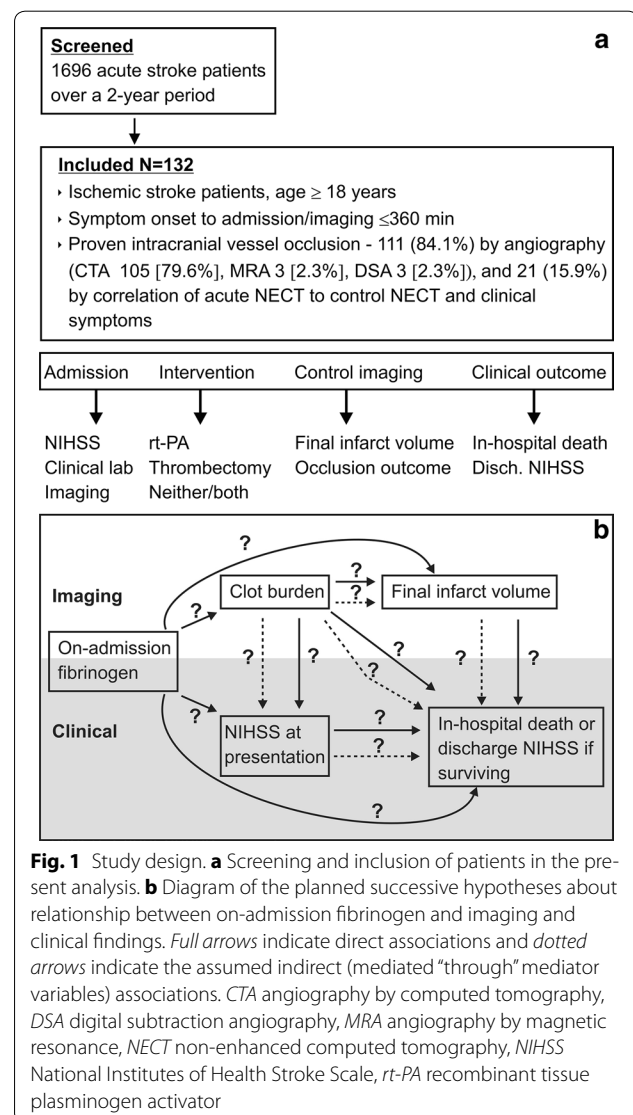 a
Screened
1696 acute stroke patients
over a 2-year period
Included N=132
‣ Ischemic stroke patients, age ≥ 18 years
‣ Symptom onset to admission/imaging ≤360 min
‣ Proven intracranial vessel occlusion - 111 (84.1%) by angiography
(CTA 105 [79.6%], MRA 3 [2.3%], DSA 3 [2.3%]), and 21 (15.9%)
by correlation of acute NECT to control NECT and clinical
symptoms
Admission Intervention Control imaging Clinical outcome
NIHSS
Clinical lab
Imaging
rt-PA
Thrombectomy
Neither/both
Final infarct volume
Occlusion outcome
In-hospital death
Disch. NIHSS
b
?
Imaging
?
Clot burden
?
?
Final infarct volume
On-admission
fibrinogen
?
?
?
?
?
?
Clinical
?
NIHSS at
presentation
?
?
In-hospital death or
discharge NIHSS if
surviving
?
Fig. 1 Study design. a Screening and inclusion of patients in the pre-
sent analysis. b Diagram of the planned successive hypotheses about
relationship between on-admission fibrinogen and imaging and
clinical findings. Full arrows indicate direct associations and dotted
arrows indicate the assumed indirect (mediated “through” mediator
variables) associations. CTA angiography by computed tomography,
DSA digital subtraction angiography, MRA angiography by magnetic
resonance, NECT non-enhanced computed tomography, NIHSS
National Institutes of Health Stroke Scale, rt-PA recombinant tissue
plasminogen activator